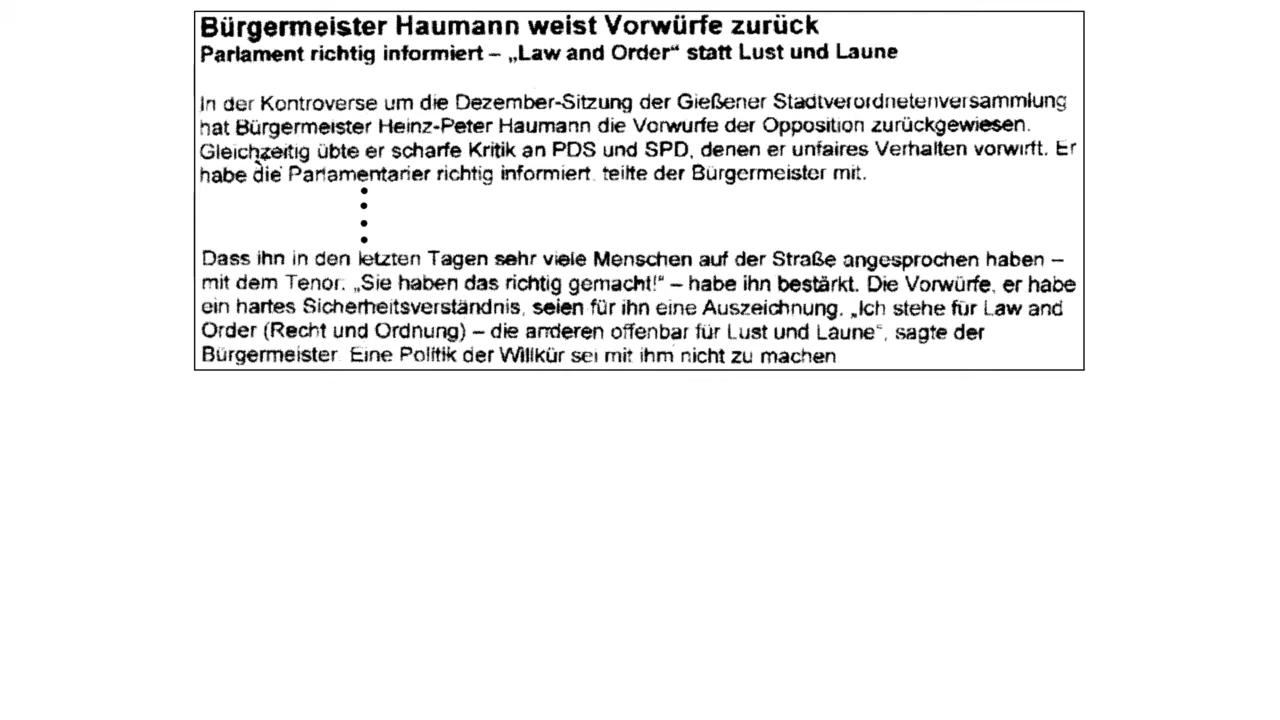 Bürgermeister Haumann weist Vorwürfe zurück
Parlament richtig informiert – „Law and Order“ statt Lust und Laune
In der Kontroverse um die Dezember-Sitzung der Gießener Stadtverordnetenversammlung
hat Bürgermeister Heinz-Peter Haumann die Vorwurfe der Opposition zurückgewiesen.
Gleichzeitig übte er scharfe Kritik an PDS und SPD, denen er unfaires Verhalten vorwirft. Er
habe die Parlamentarier richtig informiert, teilte der Bürgermeister mit.
Dass ihn in den letzten Tagen sehr viele Menschen auf der Straße angesprochen haben –
mit dem Tenor: „Sie haben das richtig gemacht!“ – habe ihn bestärkt. Die Vorwürfe, er habe
ein hartes Sicherheitsverständnis, seien für ihn eine Auszeichnung. „Ich stehe für Law and
Order (Recht und Ordnung) – die anderen offenbar für Lust und Laune“, sagte der
Bürgermeister. Eine Politik der Willkür sei mit ihm nicht zu machen